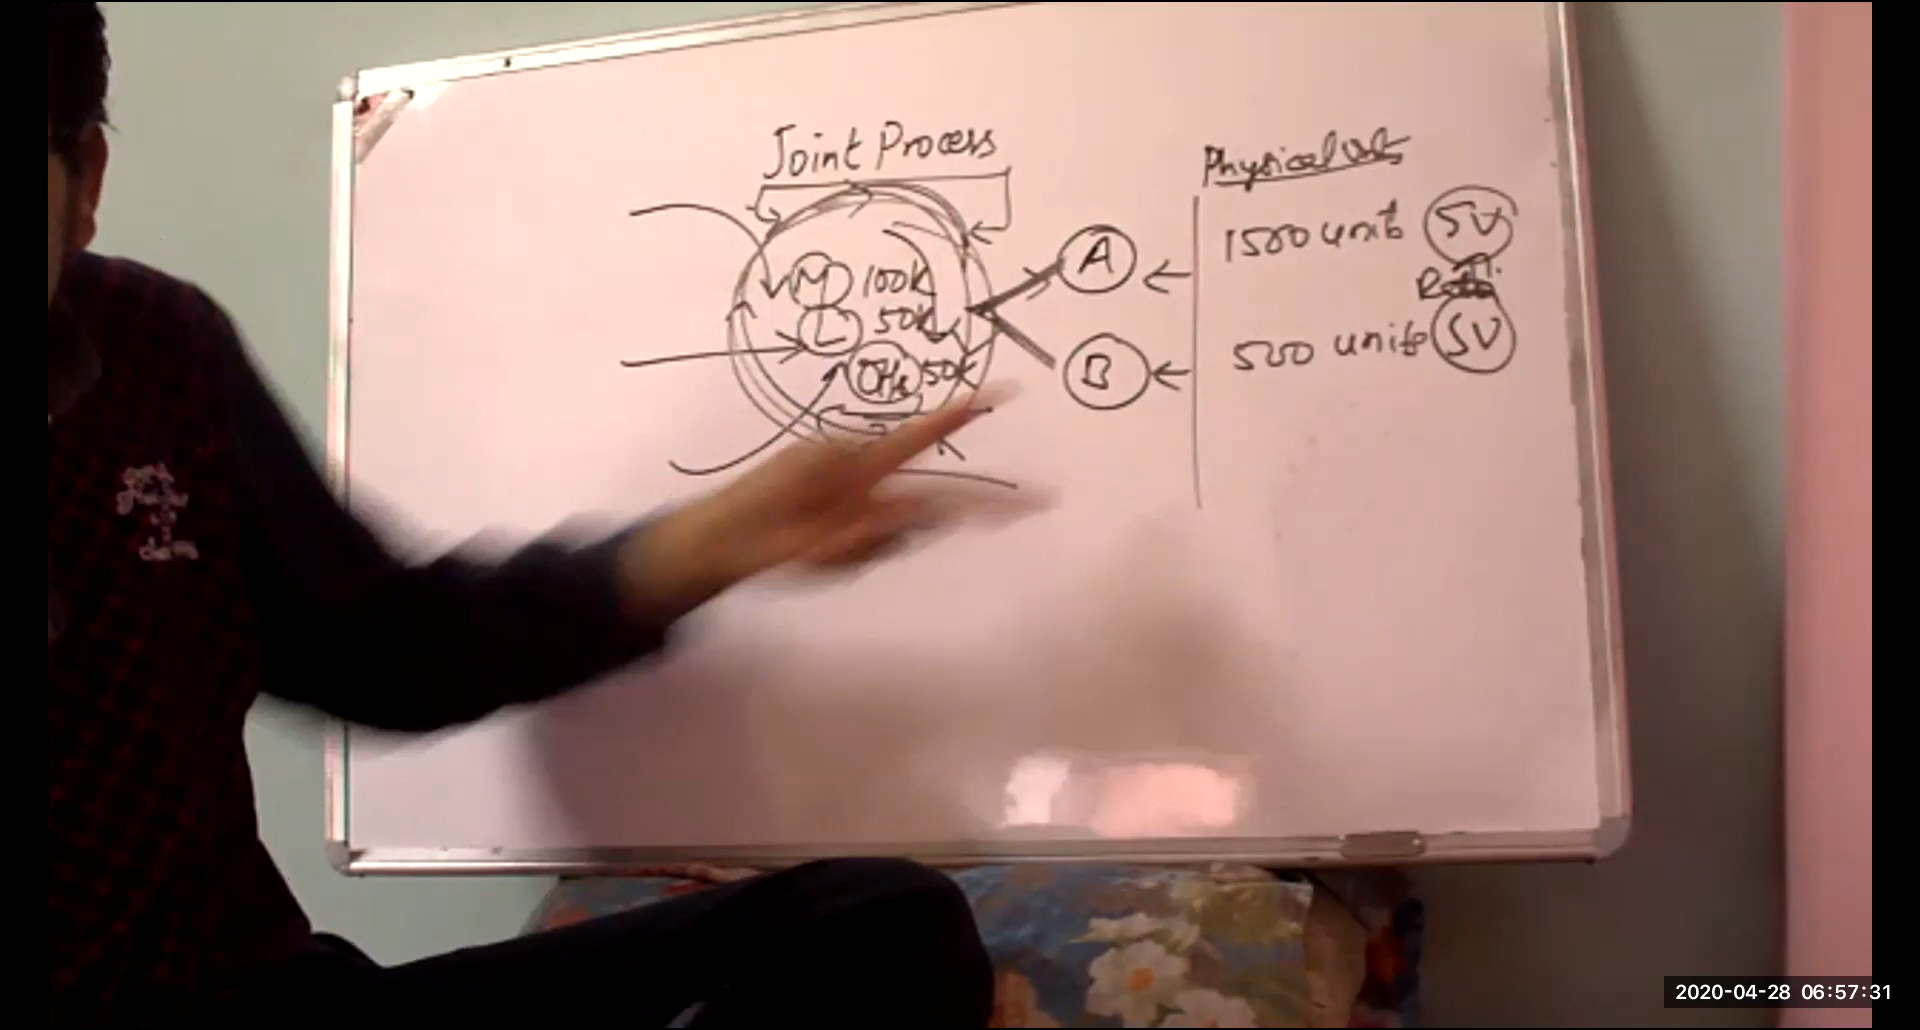 Joint Process
Physical
M 100K
L 50K
OHs 50K
A
B
1500 units SV
500 units SV
2020-04-28 06:57:31